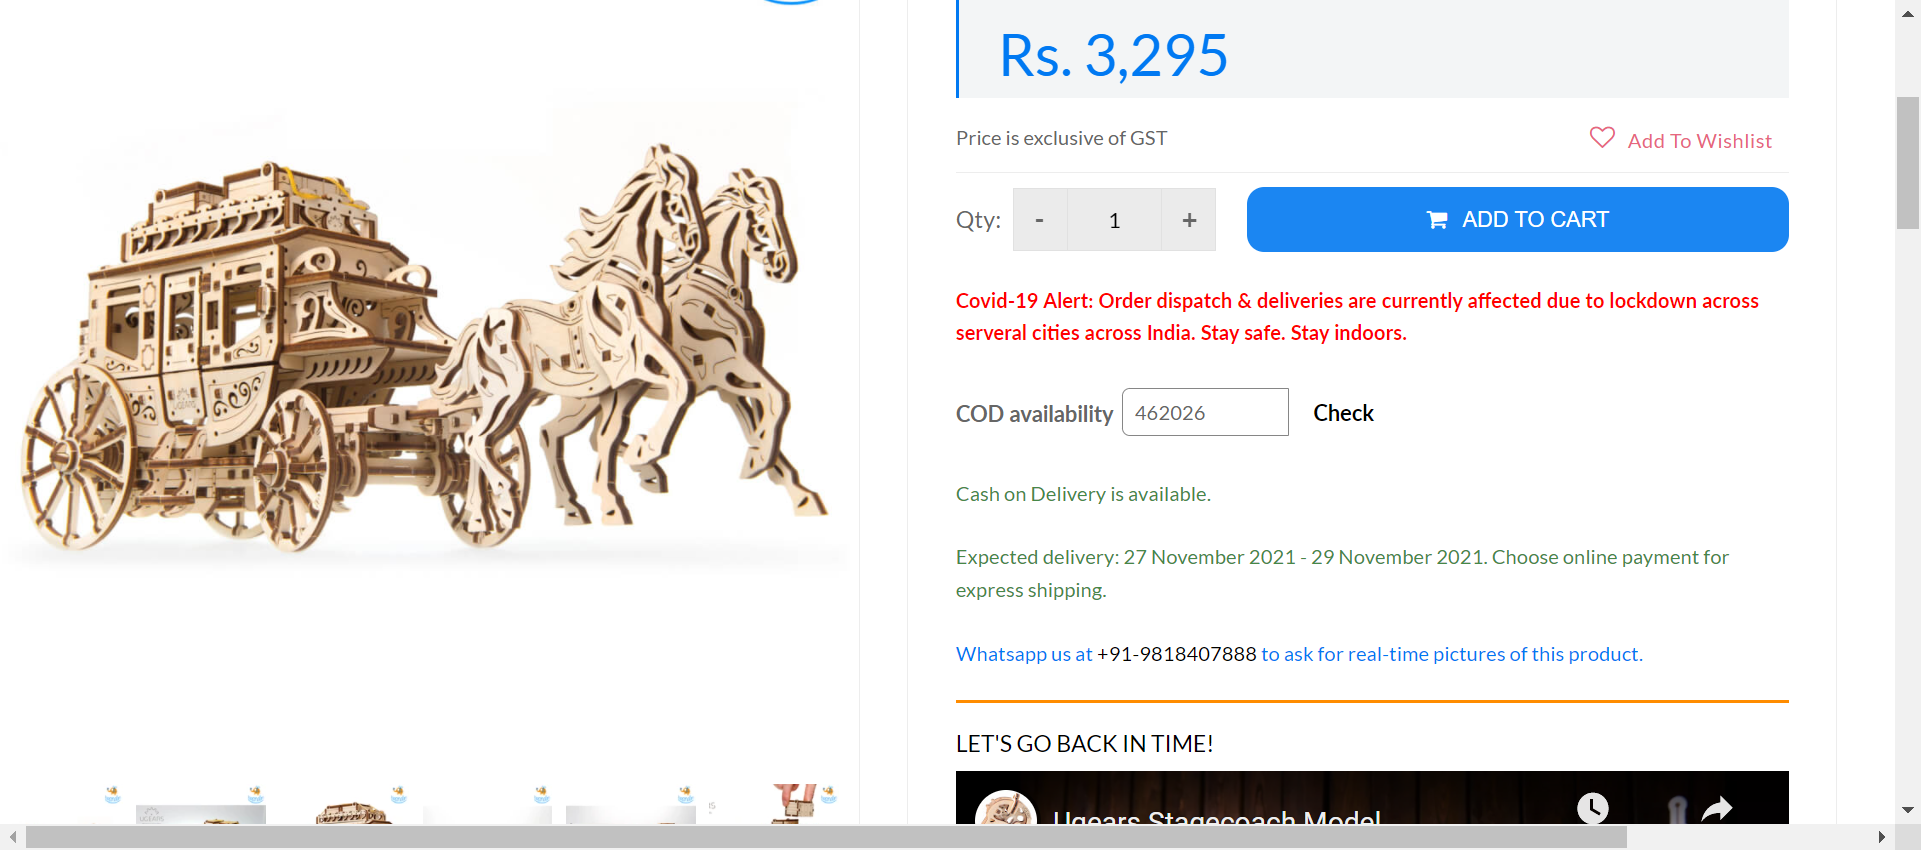 Rs. 3,295
Price is exclusive of GST
Add To Wishlist
Qty:
-
1
+
ADD TO CART
Covid-19 Alert: Order dispatch & deliveries are currently affected due to lockdown across
serveral cities across India. Stay safe. Stay indoors.
COD availability
462026
Check
Cash on Delivery is available.
Expected delivery: 27 November 2021 - 29 November 2021. Choose online payment for
express shipping.
Whatsapp us at +91-9818407888 to ask for real-time pictures of this product.
LET'S GO BACK IN TIME!
Ugears Stagecoach Model
UGEARS
UGEARS